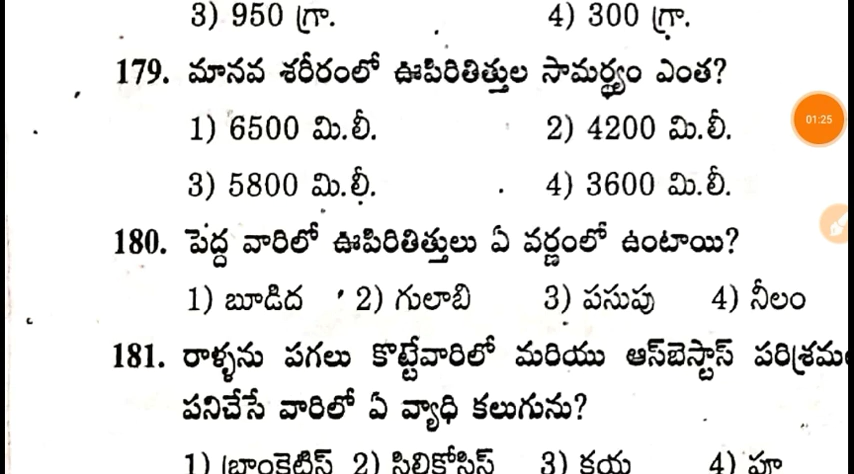 3) 950 గ్రా. 4) 300 గ్రా.
179. మానవ శరీరంలో ఊపిరితిత్తుల సామర్థ్యం ఎంత?
1) 6500 మి.లీ. 2) 4200 మి.లీ.
01:25
3) 5800 మి.లీ. 4) 3600 మి.లీ.
180. పెద్ద వారిలో ఊపిరితిత్తులు ఏ వర్ణంలో ఉంటాయి?
1) బూడిద 2) గులాబి 3) పసుపు 4) నీలం
181. రాళ్ళను పగలు కొట్టేవారిలో మరియు ఆస్‌బెస్టాస్
పనిచేసే వారిలో ఏ వ్యాధి కలుగును?
1) బ్రాంకైటిస్ 2) సిలికోసిస్ 3) క్షయ 4)